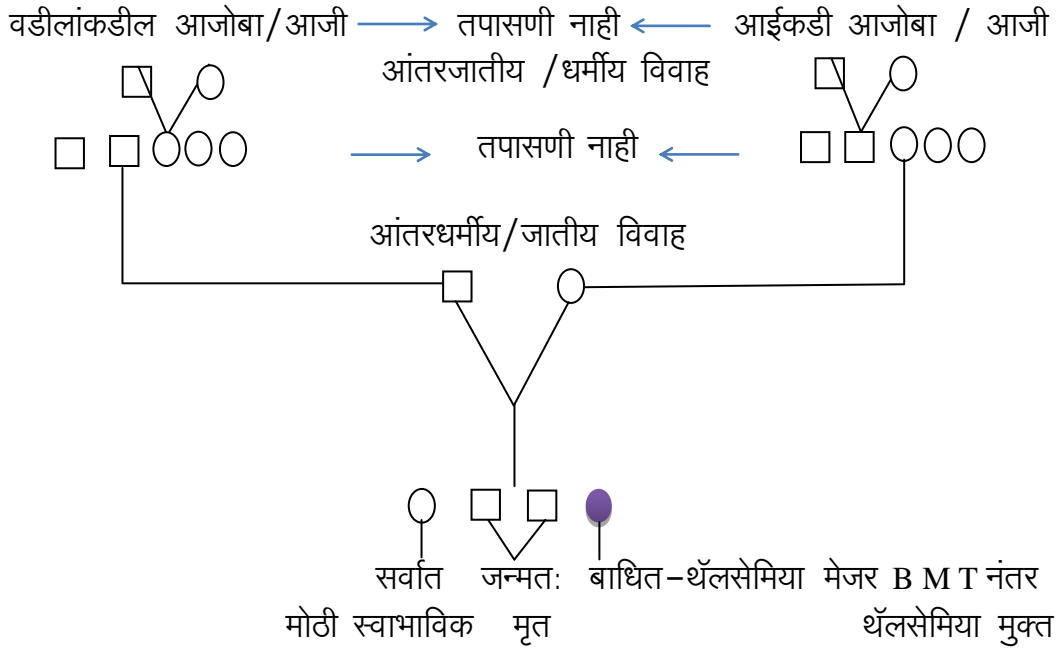 वडीलांकडील आजोबा/आजी तपासणी नाही आईकडी आजोबा / आजी
आंतरजातीय /धर्मीय विवाह
तपासणी नाही
आंतरधर्मीय/जातीय विवाह
सर्वात जन्मत: बाधित-थॅलसेमिया मेजर B M T नंतर
मोठी स्वाभाविक मृत थॅलसेमिया मुक्त